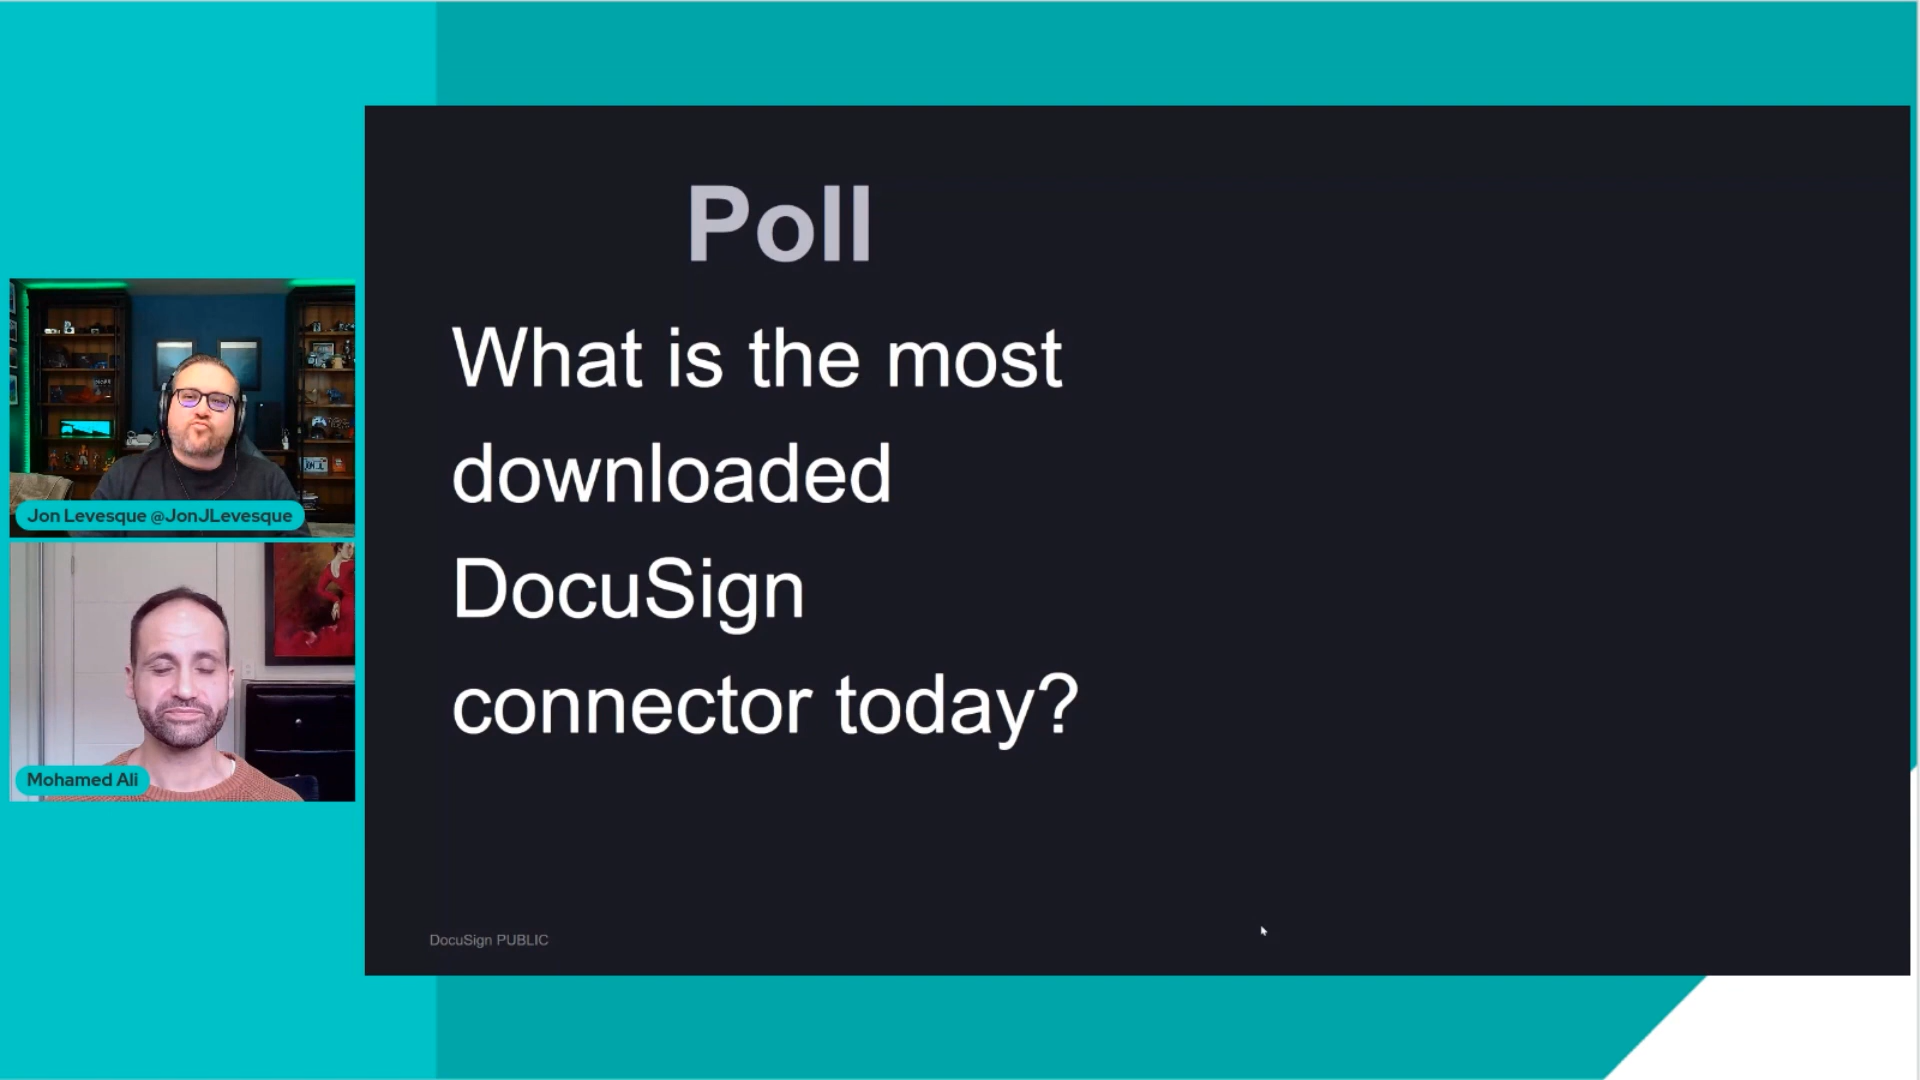 Poll
What is the most
downloaded
DocuSign
connector today?
Jon Levesque @JonJLevesque
Mohamed Ali
DocuSign PUBLIC